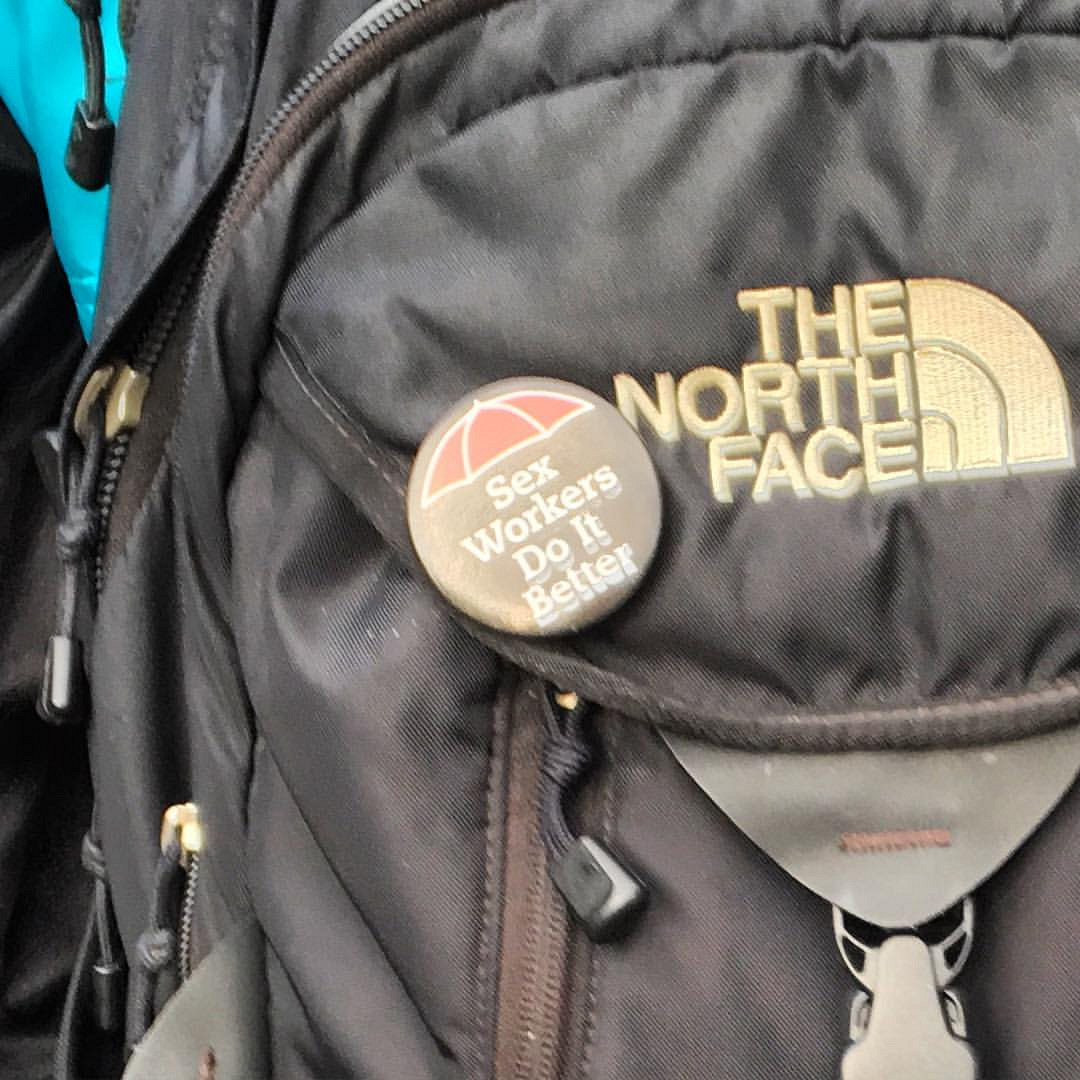 THE
NORTH
FACE
Sex
Workers
Do It
Better